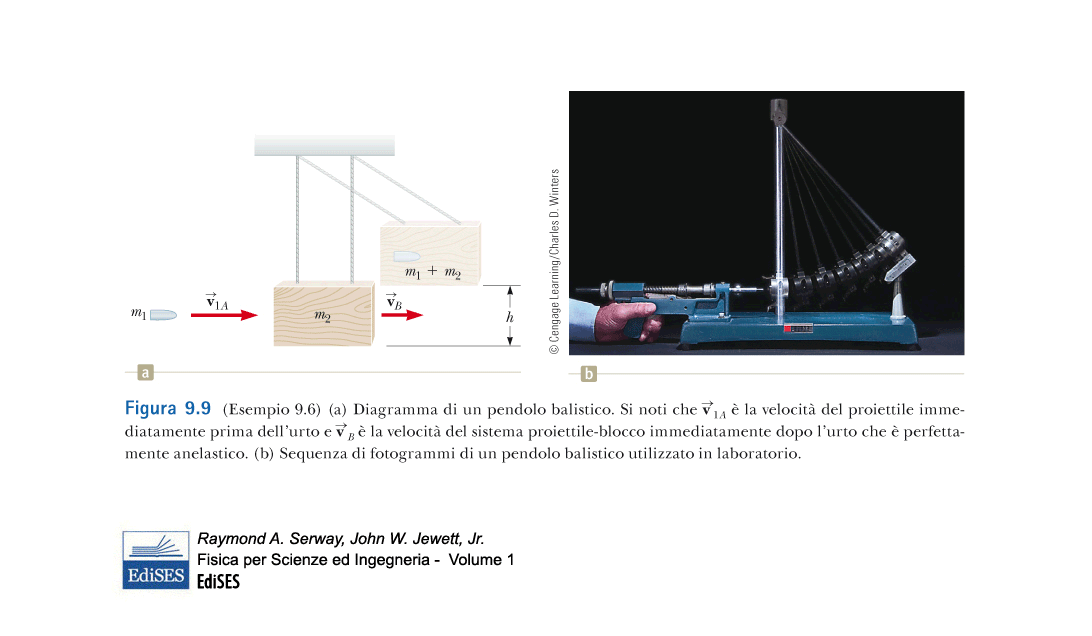 m₁
v⃗₁A
m₂
v⃗B
m₁ + m₂
h
a
© Cengage Learning/Charles D. Winters
b
Figura 9.9 (Esempio 9.6) (a) Diagramma di un pendolo balistico. Si noti che v⃗₁A è la velocità del proiettile imme-
diatamente prima dell’urto e v⃗B è la velocità del sistema proiettile-blocco immediatamente dopo l’urto che è perfetta-
mente anelastico. (b) Sequenza di fotogrammi di un pendolo balistico utilizzato in laboratorio.
EdiSES
Raymond A. Serway, John W. Jewett, Jr.
Fisica per Scienze ed Ingegneria - Volume 1
EdiSES